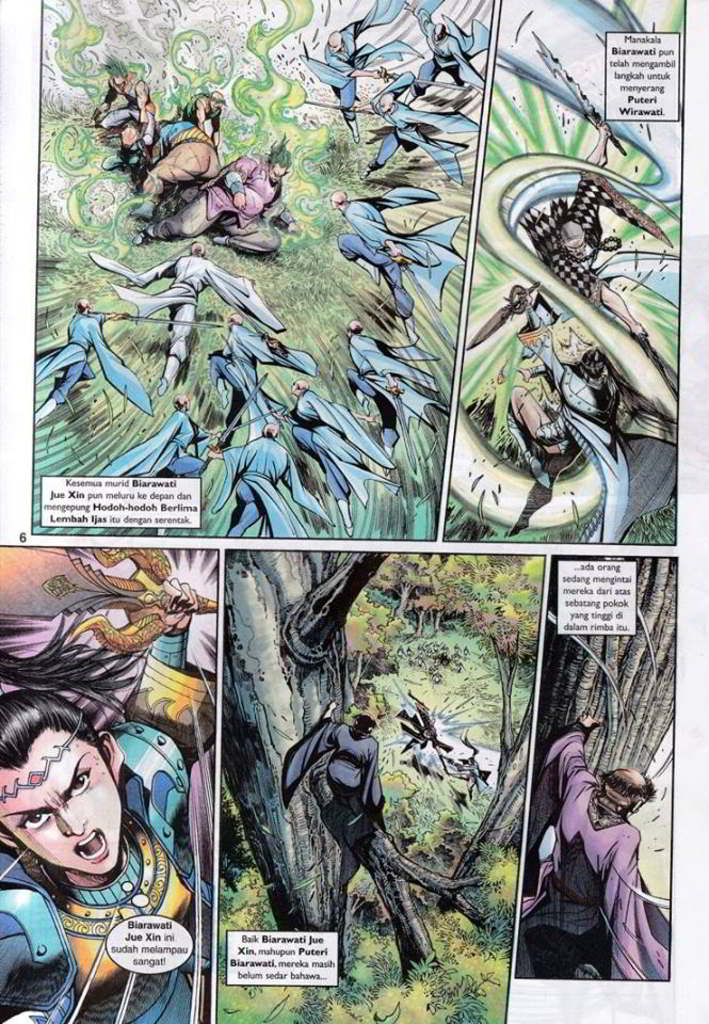 Kesemua murid Biarawati
Jue Xin pun meluru ke depan dan
mengepung Hodoh-hodoh Berlima
Lembah Ijas itu dengan serentak.
Manakala
Biarawati pun
telah mengambil
langkah untuk
menyerang
Puteri
Wirawati.
6
Biarawati
Jue Xin ini
sudah melampau
sangat!
Baik Biarawati Jue
Xin, mahupun Puteri
Biarawati, mereka masih
belum sedar bahawa...
...ada orang
sedang mengintai
mereka dari atas
sebatang pokok
yang tinggi di
dalam rimba itu.